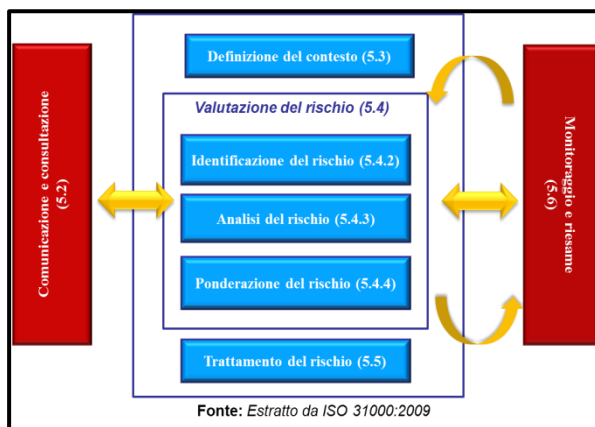 Comunicazione e consultazione
(5.2)
Definizione del contesto (5.3)
Valutazione del rischio (5.4)
Identificazione del rischio (5.4.2)
Analisi del rischio (5.4.3)
Ponderazione del rischio (5.4.4)
Trattamento del rischio (5.5)
Monitoraggio e riesame
(5.6)
Fonte: Estratto da ISO 31000:2009